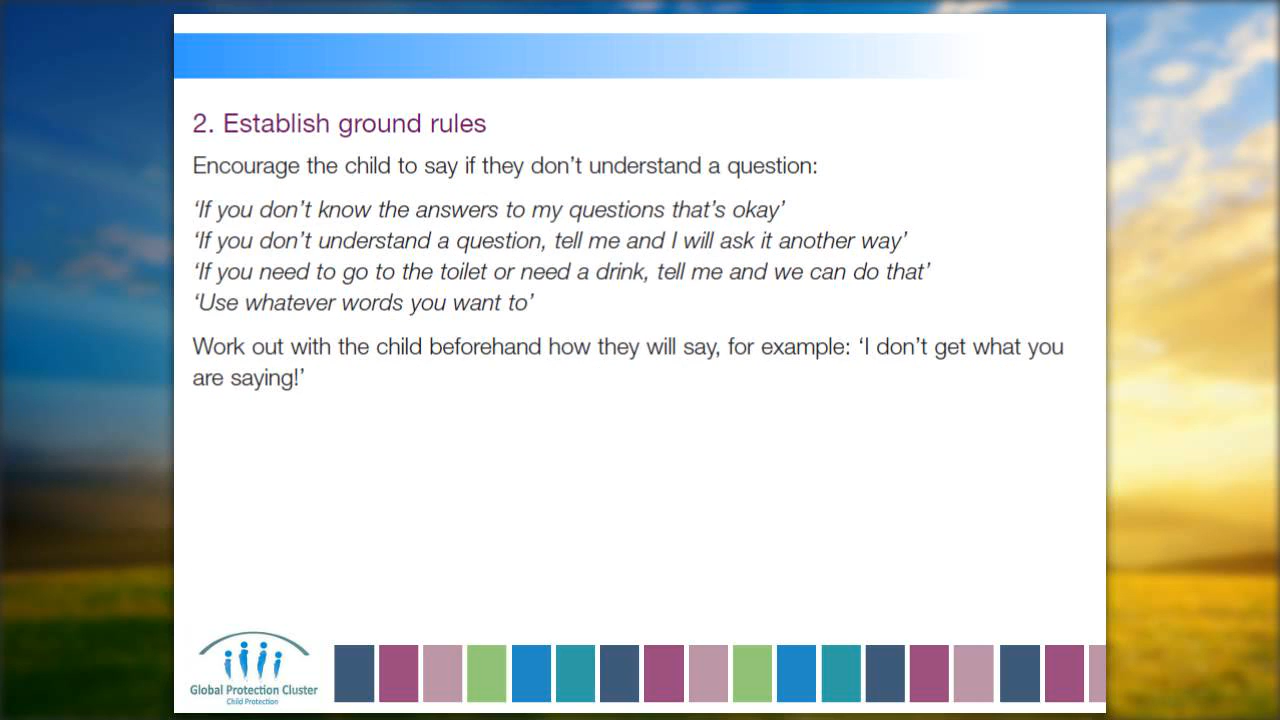 2. Establish ground rules
Encourage the child to say if they don’t understand a question:
‘If you don’t know the answers to my questions that’s okay’
‘If you don’t understand a question, tell me and I will ask it another way’
‘If you need to go to the toilet or need a drink, tell me and we can do that’
‘Use whatever words you want to’
Work out with the child beforehand how they will say, for example: ‘I don’t get what you
are saying!’
Global Protection Cluster
Child Protection